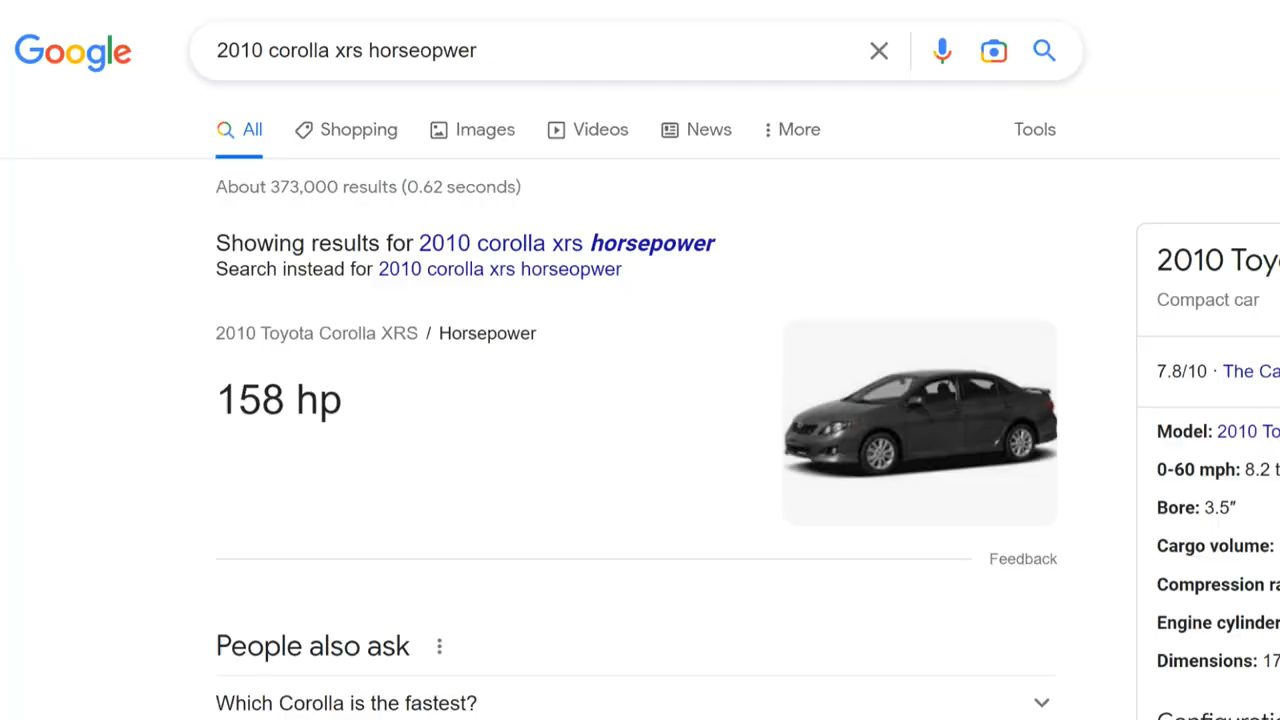 Google
2010 corolla xrs horseopwer
All
Shopping
Images
Videos
News
More
Tools
About 373,000 results (0.62 seconds)
Showing results for 2010 corolla xrs horsepower
Search instead for 2010 corolla xrs horseopwer
2010 Toyota Corolla XRS / Horsepower
158 hp
Feedback
People also ask
Which Corolla is the fastest?
2010 Toy
Compact car
7.8/10 · The Ca
Model: 2010 To
0-60 mph: 8.2 t
Bore: 3.5″
Cargo volume:
Compression ra
Engine cylinder
Dimensions: 17